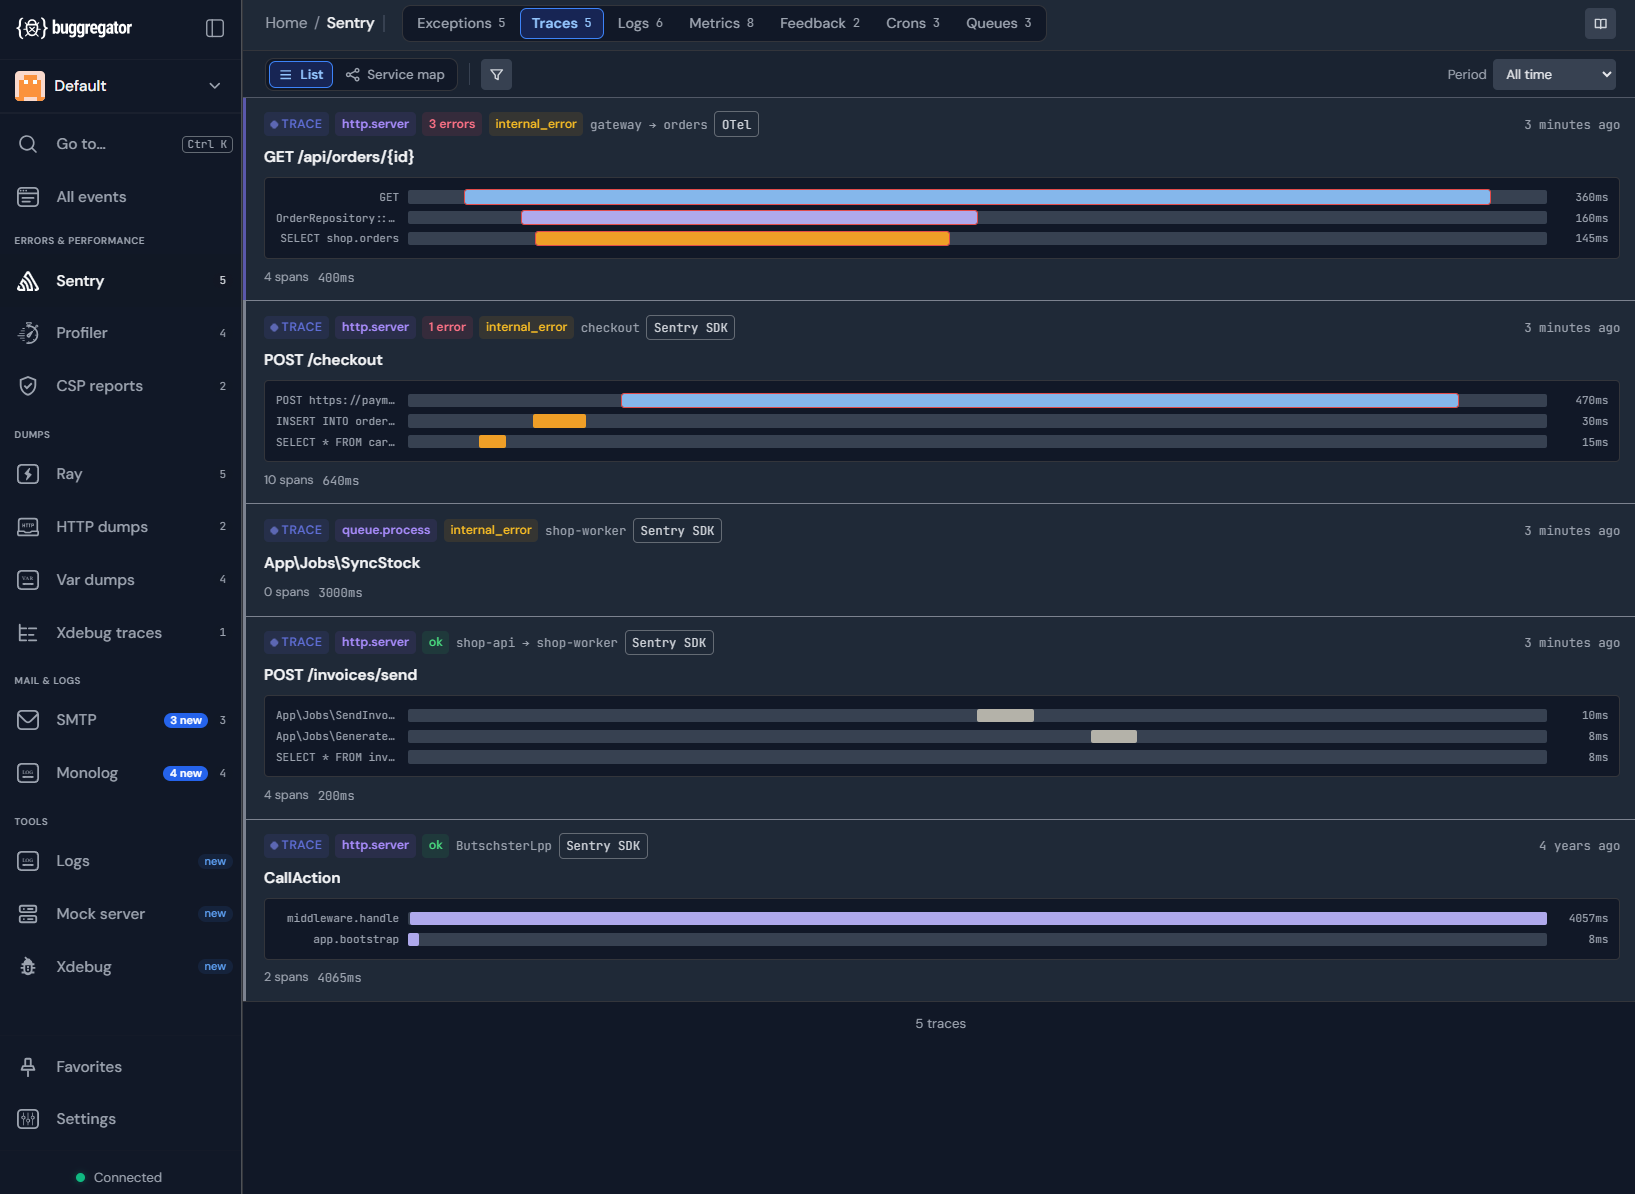 buggregator
Default
Go to... Ctrl K
All events
ERRORS & PERFORMANCE
Sentry 5
Profiler 4
CSP reports 2
DUMPS
Ray 5
HTTP dumps 2
Var dumps 4
Xdebug traces 1
MAIL & LOGS
SMTP 3 new 3
Monolog 4 new 4
TOOLS
Logs new
Mock server new
Xdebug new
Favorites
Settings
Connected
Home / Sentry
Exceptions 5 Traces 5 Logs 6 Metrics 8 Feedback 2 Crons 3 Queues 3
List Service map
Period All time
TRACE http.server 3 errors internal_error gateway → orders OTel 3 minutes ago
GET /api/orders/{id}
GET 360ms
OrderRepository::… 160ms
SELECT shop.orders 145ms
4 spans 400ms
TRACE http.server 1 error internal_error checkout Sentry SDK 3 minutes ago
POST /checkout
POST https://paym… 470ms
INSERT INTO order… 30ms
SELECT * FROM car… 15ms
10 spans 640ms
TRACE queue.process internal_error shop-worker Sentry SDK 3 minutes ago
App\Jobs\SyncStock
0 spans 3000ms
TRACE http.server ok shop-api → shop-worker Sentry SDK 3 minutes ago
POST /invoices/send
App\Jobs\SendInvo… 10ms
App\Jobs\Generate… 8ms
SELECT * FROM inv… 8ms
4 spans 200ms
TRACE http.server ok ButschsterLpp Sentry SDK 4 years ago
CallAction
middleware.handle 4057ms
app.bootstrap 8ms
2 spans 4065ms
5 traces